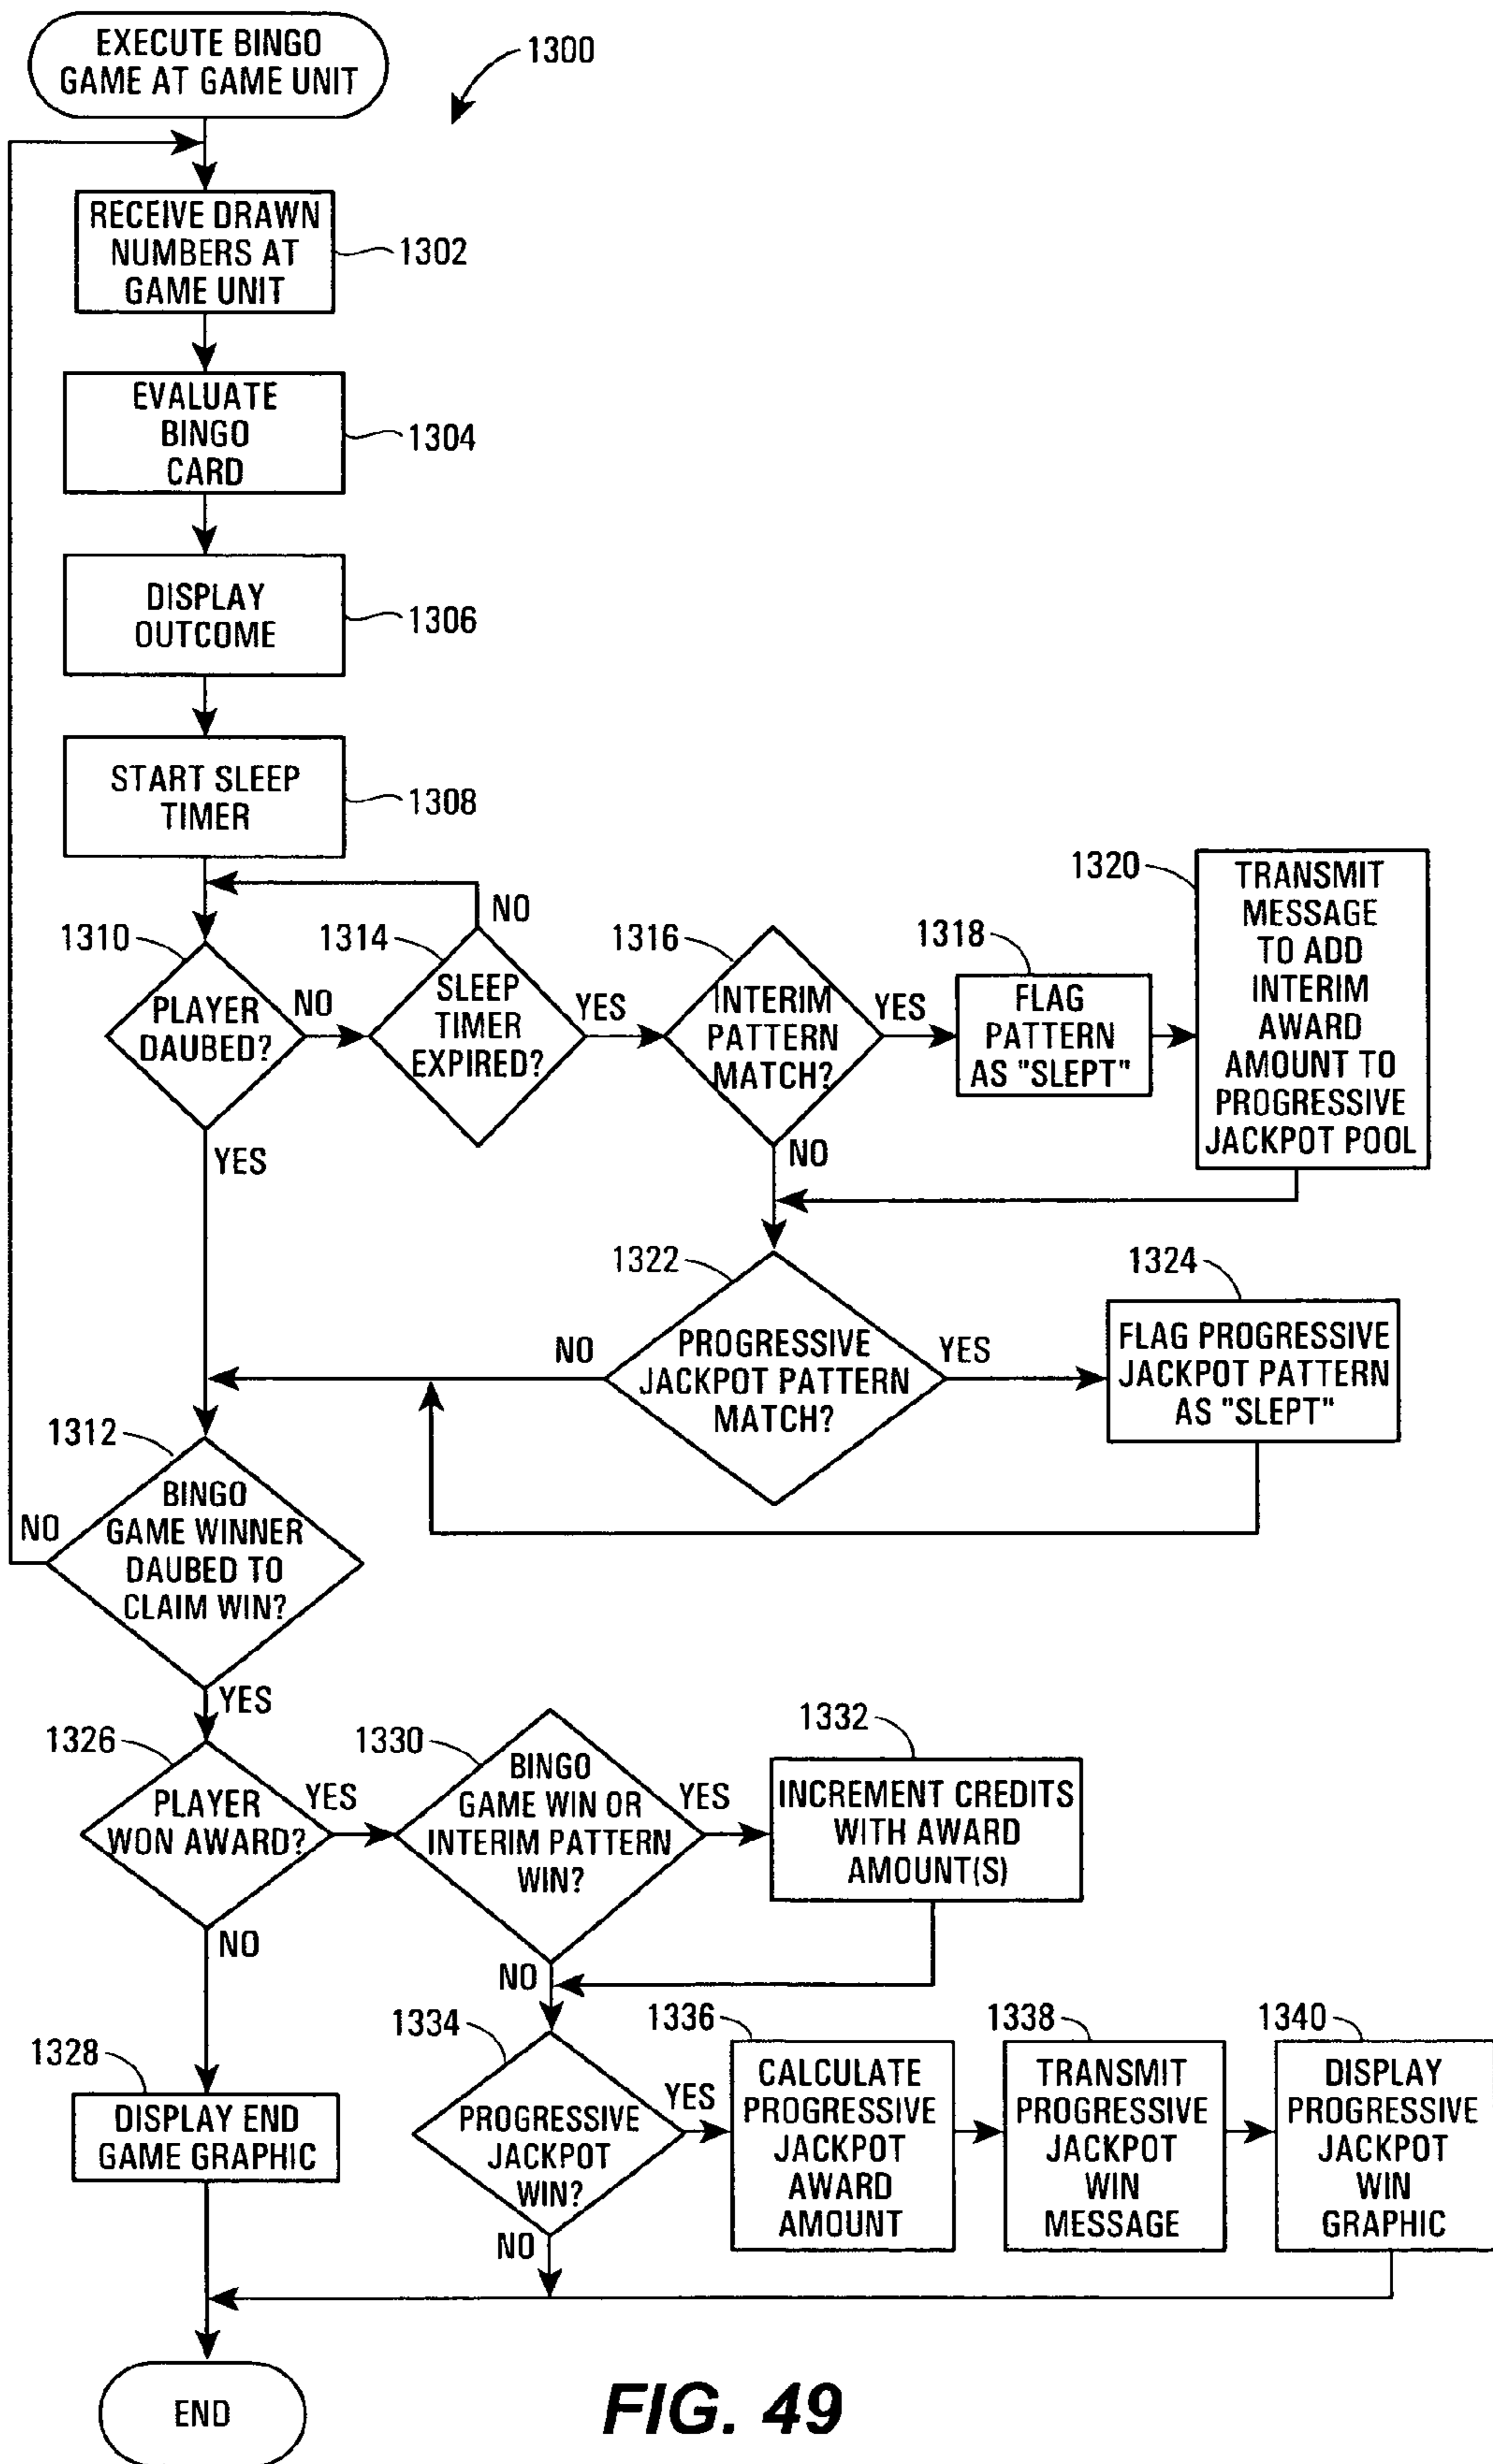 EXECUTE BINGO
GAME AT GAME UNIT
1300
RECEIVE DRAWN
NUMBERS AT
GAME UNIT
1302
EVALUATE
BINGO
CARD
1304
DISPLAY
OUTCOME
1306
START SLEEP
TIMER
1308
1310
PLAYER
DAUBED?
NO
YES
1314
SLEEP
TIMER
EXPIRED?
NO
YES
1316
INTERIM
PATTERN
MATCH?
YES
NO
1318
FLAG
PATTERN
AS "SLEPT"
1320
TRANSMIT
MESSAGE
TO ADD
INTERIM
AWARD
AMOUNT TO
PROGRESSIVE
JACKPOT POOL
1322
PROGRESSIVE
JACKPOT PATTERN
MATCH?
NO
YES
1324
FLAG PROGRESSIVE
JACKPOT PATTERN
AS "SLEPT"
1312
BINGO
GAME WINNER
DAUBED TO
CLAIM WIN?
NO
YES
1326
PLAYER
WON AWARD?
YES
NO
1330
BINGO
GAME WIN OR
INTERIM PATTERN
WIN?
YES
NO
1332
INCREMENT CREDITS
WITH AWARD
AMOUNT(S)
1328
DISPLAY END
GAME GRAPHIC
1334
PROGRESSIVE
JACKPOT
WIN?
YES
NO
1336
CALCULATE
PROGRESSIVE
JACKPOT
AWARD
AMOUNT
1338
TRANSMIT
PROGRESSIVE
JACKPOT
WIN
MESSAGE
1340
DISPLAY
PROGRESSIVE
JACKPOT
WIN
GRAPHIC
END
FIG. 49